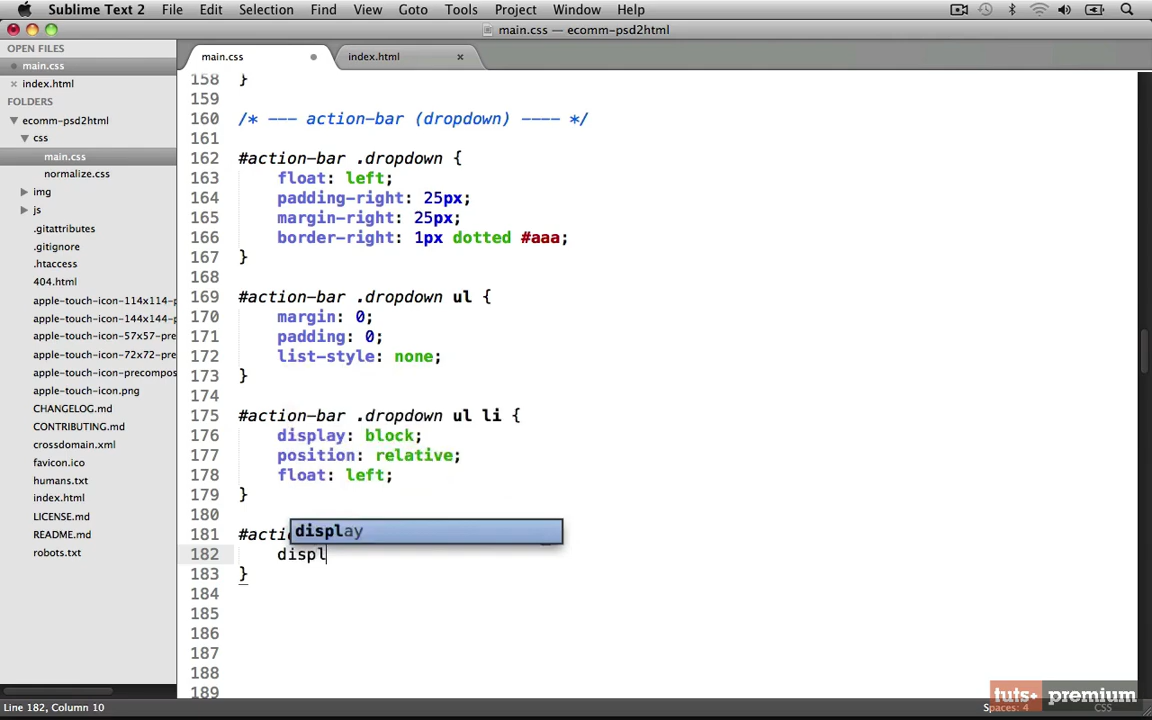 Sublime Text 2 File Edit Selection Find View Goto Tools Project Window Help
main.css — ecomm-psd2html
OPEN FILES
main.css
index.html
FOLDERS
ecomm-psd2html
css
main.css
normalize.css
img
js
.gitattributes
.gitignore
.htaccess
404.html
apple-touch-icon-114x114-p
apple-touch-icon-144x144-p
apple-touch-icon-57x57-pre
apple-touch-icon-72x72-pre
apple-touch-icon-precompos
apple-touch-icon.png
CHANGELOG.md
CONTRIBUTING.md
crossdomain.xml
favicon.ico
humans.txt
index.html
LICENSE.md
README.md
robots.txt
main.css index.html
158 }
159
160 /* --- action-bar (dropdown) ---- */
161
162 #action-bar .dropdown {
163 float: left;
164 padding-right: 25px;
165 margin-right: 25px;
166 border-right: 1px dotted #aaa;
167 }
168
169 #action-bar .dropdown ul {
170 margin: 0;
171 padding: 0;
172 list-style: none;
173 }
174
175 #action-bar .dropdown ul li {
176 display: block;
177 position: relative;
178 float: left;
179 }
180
display
181 #acti
182 displ
183 }
184
185
186
187
188
189
Line 182, Column 10
Spaces: 4 CSS
tuts+ premium